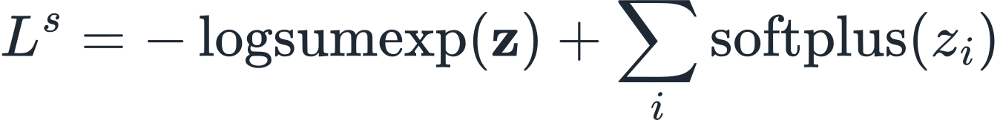 L^s = − logsumexp(𝐳) + ∑_i softplus(z_i)